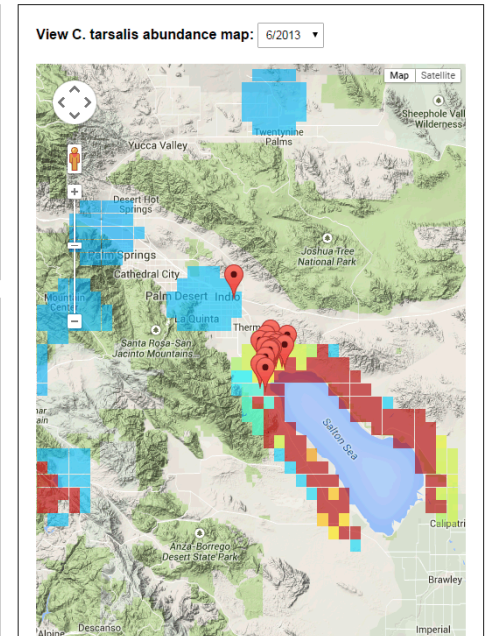 View C. tarsalis abundance map: 6/2013
Map Satellite
Sheephole Vall
Wilderness
Twentynine
Palms
Yucca Valley
Desert Hot
Springs
Joshua Tree
National Park
Palm Springs
Cathedral City
Mountain
Center
Palm Desert Indio
La Quinta
Therm
Santa Rosa-San
Jacinto Mountains
Salton Sea
Calipatri
Anza-Borrego
Desert State Park
Brawley
Descanso
Alpine
Imperial